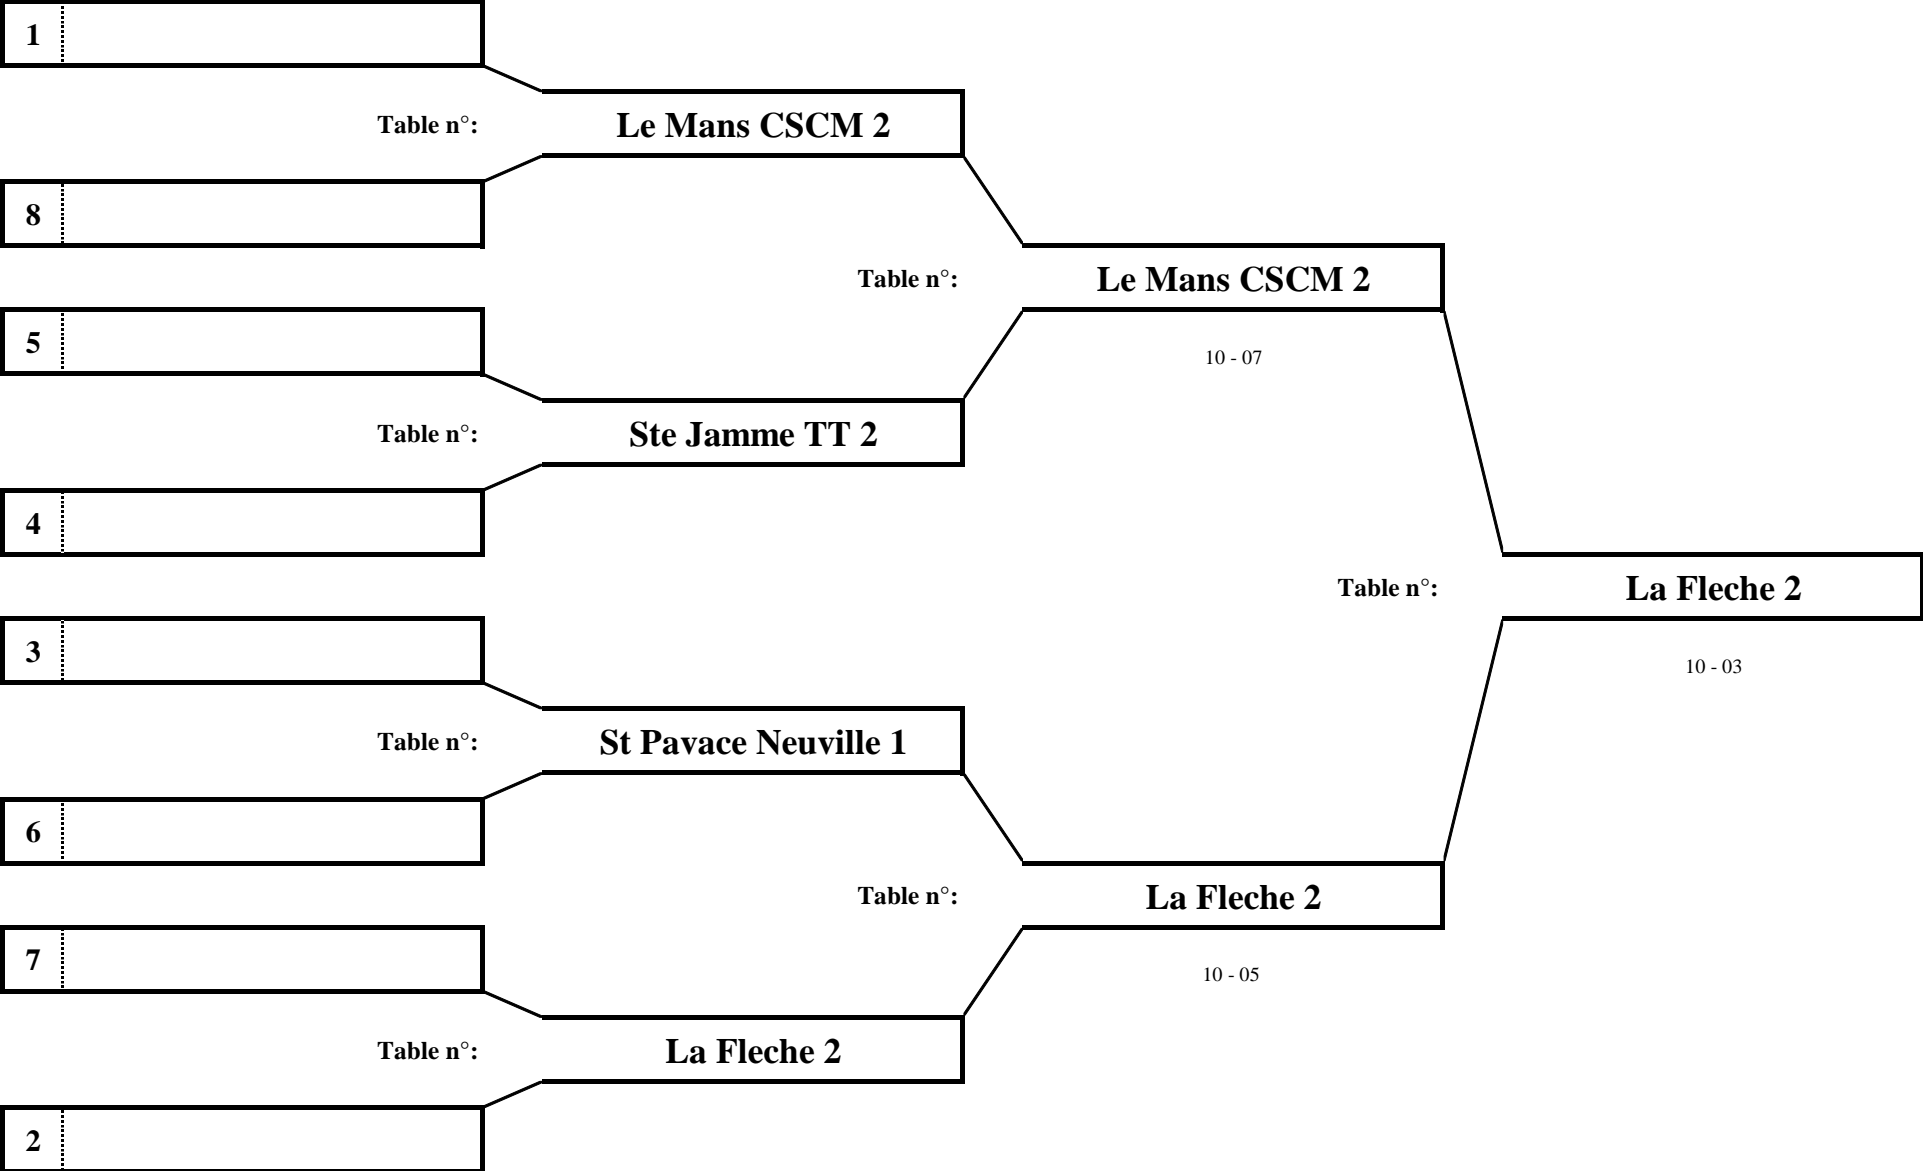 1
Table n°:
Le Mans CSCM 2
8
Table n°:
Le Mans CSCM 2
5
10 - 07
Table n°:
Ste Jamme TT 2
4
Table n°:
La Fleche 2
3
10 - 03
Table n°:
St Pavace Neuville 1
6
Table n°:
La Fleche 2
7
10 - 05
Table n°:
La Fleche 2
2